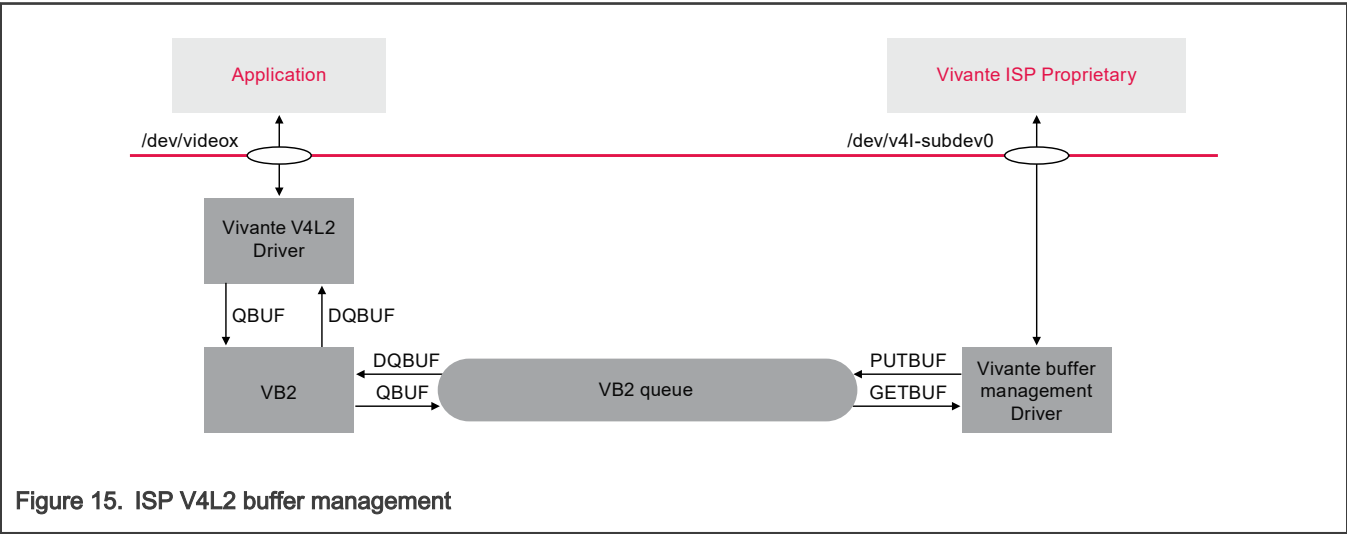 Application
Vivante ISP Proprietary
/dev/videox
/dev/v4l-subdev0
Vivante V4L2
Driver
QBUF
DQBUF
DQBUF
PUTBUF
VB2
VB2 queue
QBUF
GETBUF
Vivante buffer
management
Driver
Figure 15. ISP V4L2 buffer management